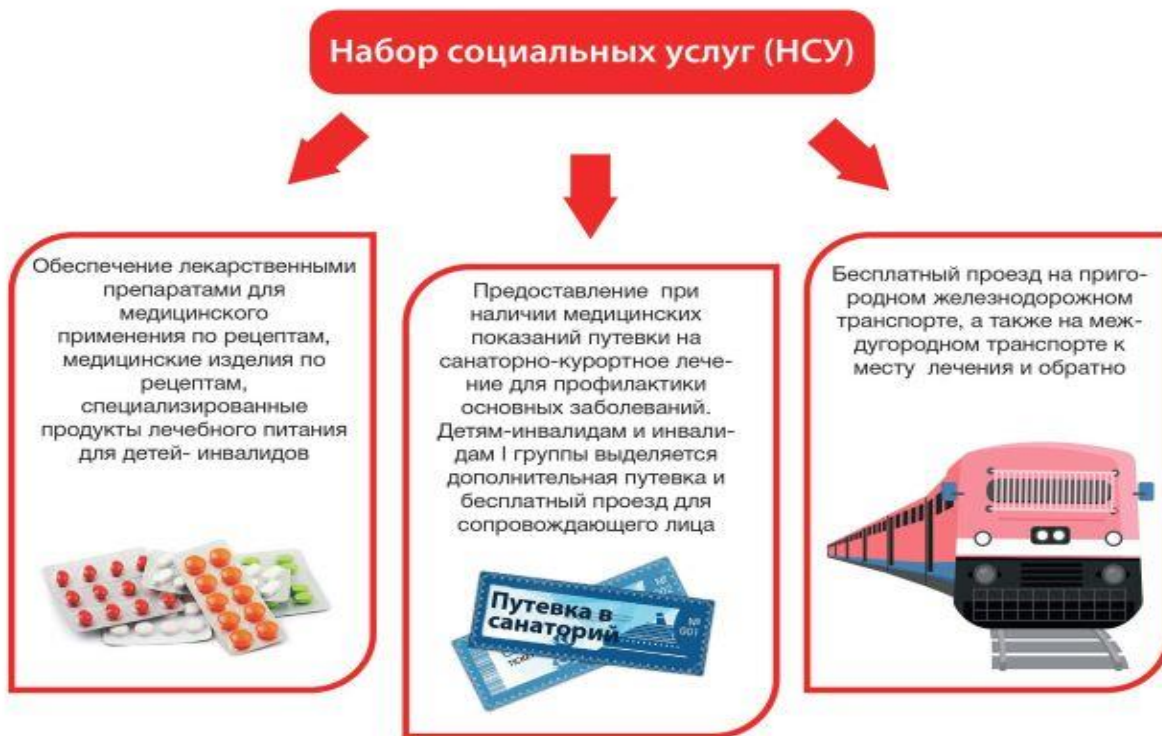 Набор социальных услуг (НСУ)
Обеспечение лекарственными
препаратами для
медицинского
применения по рецептам,
медицинские изделия по
рецептам,
специализированные
продукты лечебного питания
для детей- инвалидов
Предоставление при
наличии медицинских
показаний путевки на
санаторно-курортное лече-
ние для профилактики
основных заболеваний.
Детям-инвалидам и инвали-
дам I группы выделяется
дополнительная путевка и
бесплатный проезд для
сопровождающего лица
Путевка в
санаторий
№
001
Бесплатный проезд на приго-
родном железнодорожном
транспорте, а также на меж-
дугородном транспорте к
месту лечения и обратно